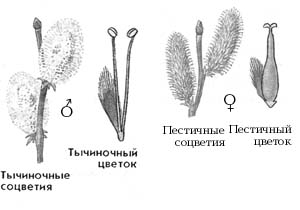 ♂
Тычиночный
цветок
Тычиночные
соцветия
♀
Пестичные
соцветия
Пестичный
цветок